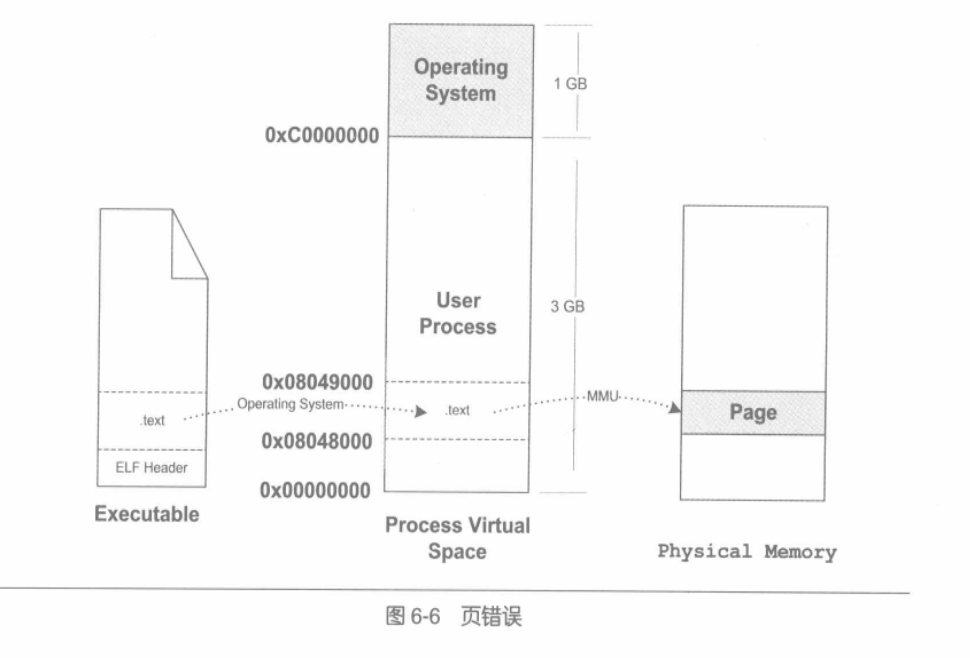 Operating
System
1 GB
0xC0000000
User
Process
3 GB
0x08049000
Operating System
.text
.text
MMU
Page
0x08048000
ELF Header
0x00000000
Executable
Process Virtual
Space
Physical Memory
图 6-6 页错误